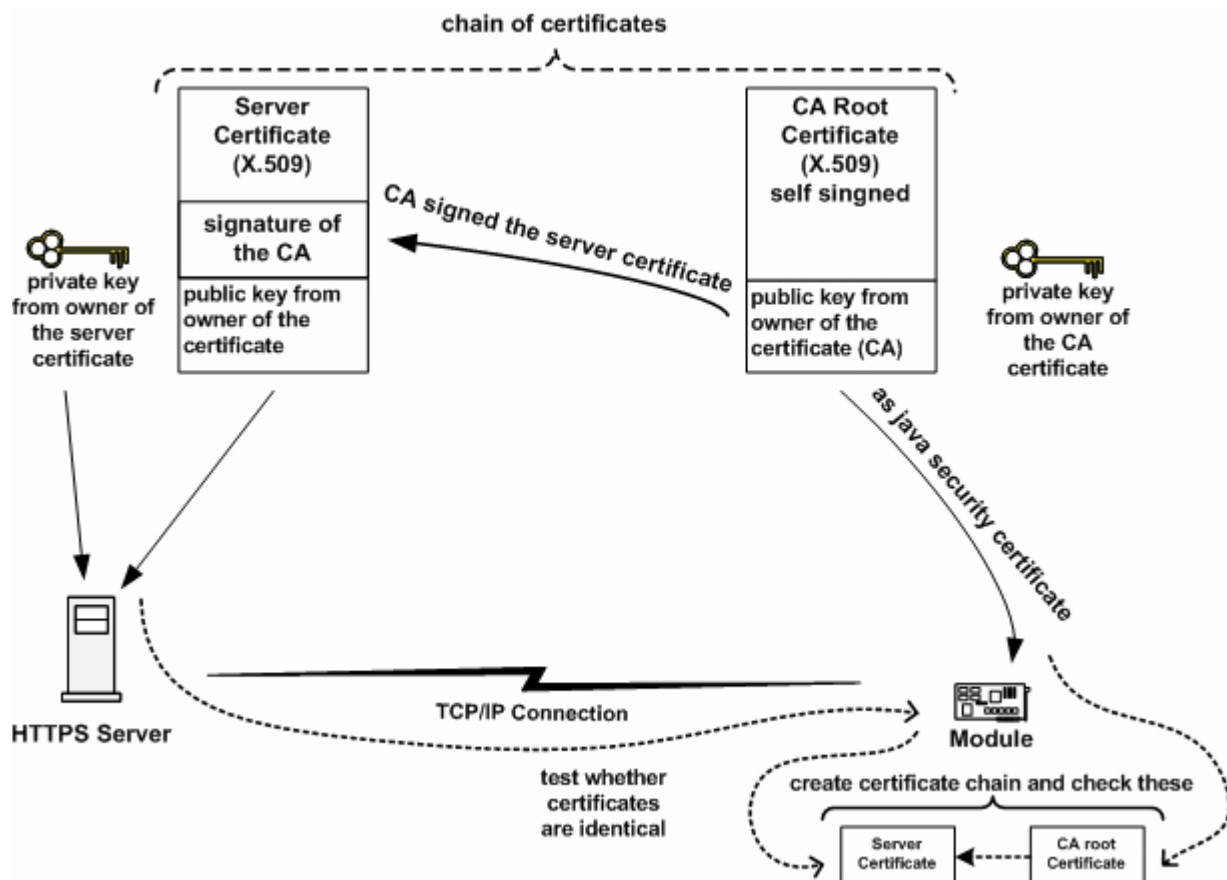 chain of certificates
Server
Certificate
(X.509)
signature of
the CA
public key from
owner of the
certificate
CA Root
Certificate
(X.509)
self singned
public key from
owner of the
certificate (CA)
CA signed the server certificate
private key
from owner of
the server
certificate
private key
from owner of
the CA
certificate
as java security certificate
HTTPS Server
TCP/IP Connection
Module
test whether
certificates
are identical
create certificate chain and check these
Server
Certificate
CA root
Certificate